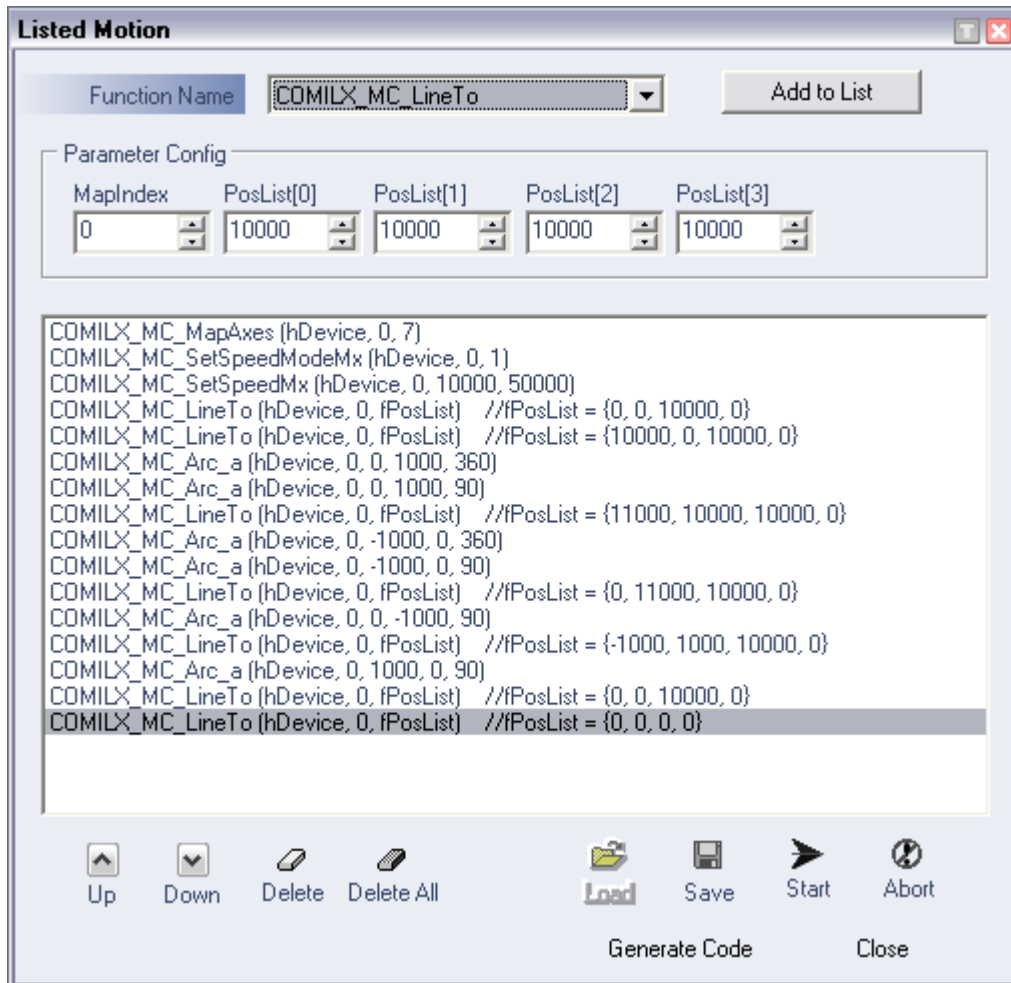 Listed Motion
Function Name COMILX_MC_LineTo Add to List
Parameter Config
MapIndex PosList[0] PosList[1] PosList[2] PosList[3]
0 10000 10000 10000 10000
COMILX_MC_MapAxes (hDevice, 0, 7)
COMILX_MC_SetSpeedModeMx (hDevice, 0, 1)
COMILX_MC_SetSpeedMx (hDevice, 0, 10000, 50000)
COMILX_MC_LineTo (hDevice, 0, fPosList) //fPosList = {0, 0, 10000, 0}
COMILX_MC_LineTo (hDevice, 0, fPosList) //fPosList = {10000, 0, 10000, 0}
COMILX_MC_Arc_a (hDevice, 0, 0, 1000, 360)
COMILX_MC_Arc_a (hDevice, 0, 0, 1000, 90)
COMILX_MC_LineTo (hDevice, 0, fPosList) //fPosList = {11000, 10000, 10000, 0}
COMILX_MC_Arc_a (hDevice, 0, -1000, 0, 360)
COMILX_MC_Arc_a (hDevice, 0, -1000, 0, 90)
COMILX_MC_LineTo (hDevice, 0, fPosList) //fPosList = {0, 11000, 10000, 0}
COMILX_MC_Arc_a (hDevice, 0, 0, -1000, 90)
COMILX_MC_LineTo (hDevice, 0, fPosList) //fPosList = {-1000, 1000, 10000, 0}
COMILX_MC_Arc_a (hDevice, 0, 1000, 0, 90)
COMILX_MC_LineTo (hDevice, 0, fPosList) //fPosList = {0, 0, 10000, 0}
COMILX_MC_LineTo (hDevice, 0, fPosList) //fPosList = {0, 0, 0, 0}
Up Down Delete Delete All Load Save Start Abort
Generate Code Close